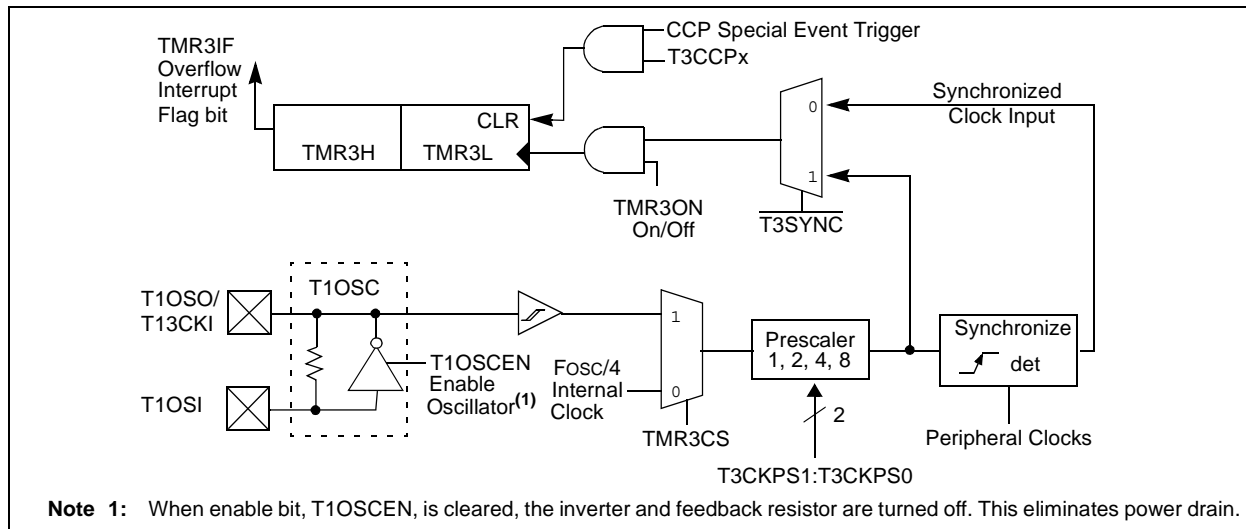 TMR3IF
Overflow
Interrupt
Flag bit
CCP Special Event Trigger
T3CCPx
CLR
TMR3H
TMR3L
TMR3ON
On/Off
0
1
T3SYNC
Synchronized
Clock Input
T1OSO/
T13CKI
T1OSI
T1OSC
T1OSCEN
Enable
Oscillator(1)
FOSC/4
Internal
Clock
1
0
TMR3CS
Prescaler
1, 2, 4, 8
2
T3CKPS1:T3CKPS0
Synchronize
det
Peripheral Clocks
Note 1: When enable bit, T1OSCEN, is cleared, the inverter and feedback resistor are turned off. This eliminates power drain.